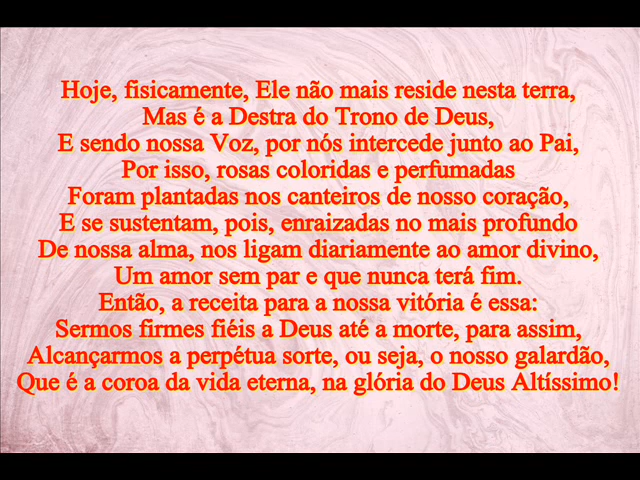 Hoje, fisicamente, Ele não mais reside nesta terra,
Mas é a Destra do Trono de Deus,
E sendo nossa Voz, por nós intercede junto ao Pai,
Por isso, rosas coloridas e perfumadas
Foram plantadas nos canteiros de nosso coração,
E se sustentam, pois, enraizadas no mais profundo
De nossa alma, nos ligam diariamente ao amor divino,
Um amor sem par e que nunca terá fim.
Então, a receita para a nossa vitória é essa:
Sermos firmes fiéis a Deus até a morte, para assim,
Alcançarmos a perpétua sorte, ou seja, o nosso galardão,
Que é a coroa da vida eterna, na glória do Deus Altíssimo!